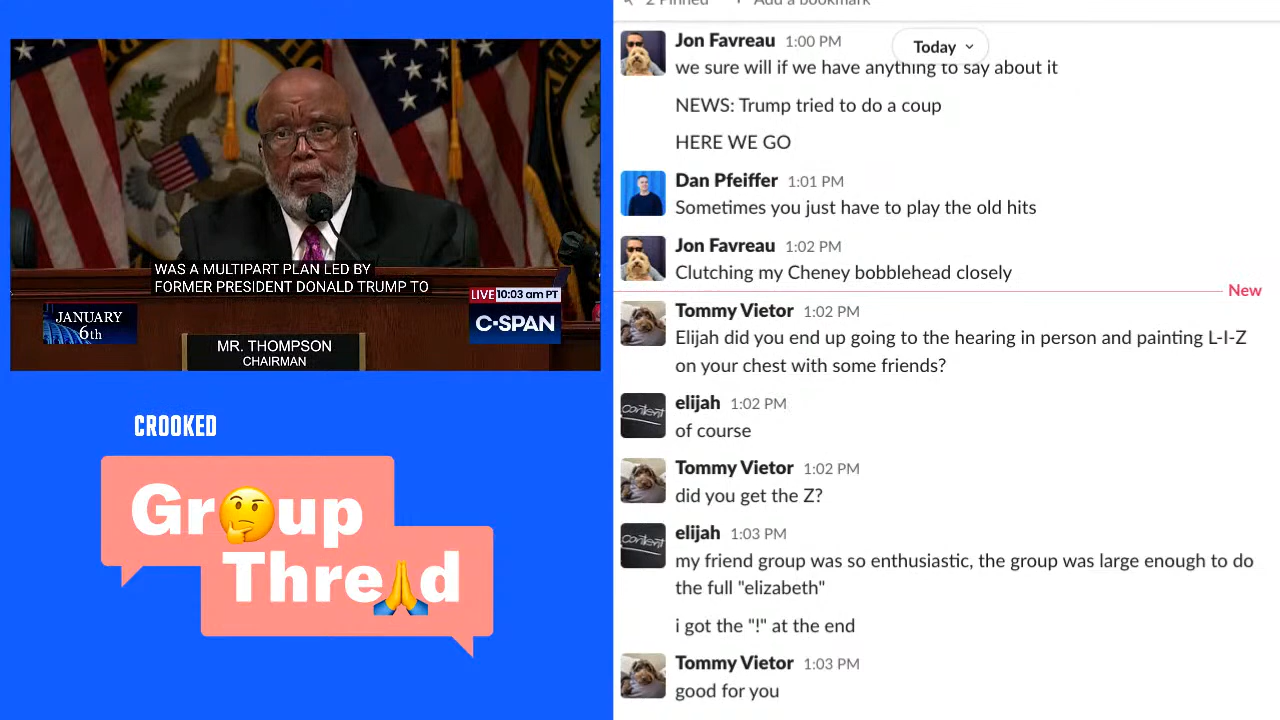 WAS A MULTIPART PLAN LED BY
FORMER PRESIDENT DONALD TRUMP TO
LIVE 10:03 am PT
JANUARY
6th
C-SPAN
MR. THOMPSON
CHAIRMAN
CROOKED
Gr🤔up
Thre🙏d
2 Pinned
Add a bookmark
Today
Jon Favreau 1:00 PM
we sure will if we have anything to say about it
NEWS: Trump tried to do a coup
HERE WE GO
Dan Pfeiffer 1:01 PM
Sometimes you just have to play the old hits
Jon Favreau 1:02 PM
Clutching my Cheney bobblehead closely
New
Tommy Vietor 1:02 PM
Elijah did you end up going to the hearing in person and painting L-I-Z
on your chest with some friends?
content
elijah 1:02 PM
of course
Tommy Vietor 1:02 PM
did you get the Z?
content
elijah 1:03 PM
my friend group was so enthusiastic, the group was large enough to do
the full "elizabeth"
i got the "!" at the end
Tommy Vietor 1:03 PM
good for you